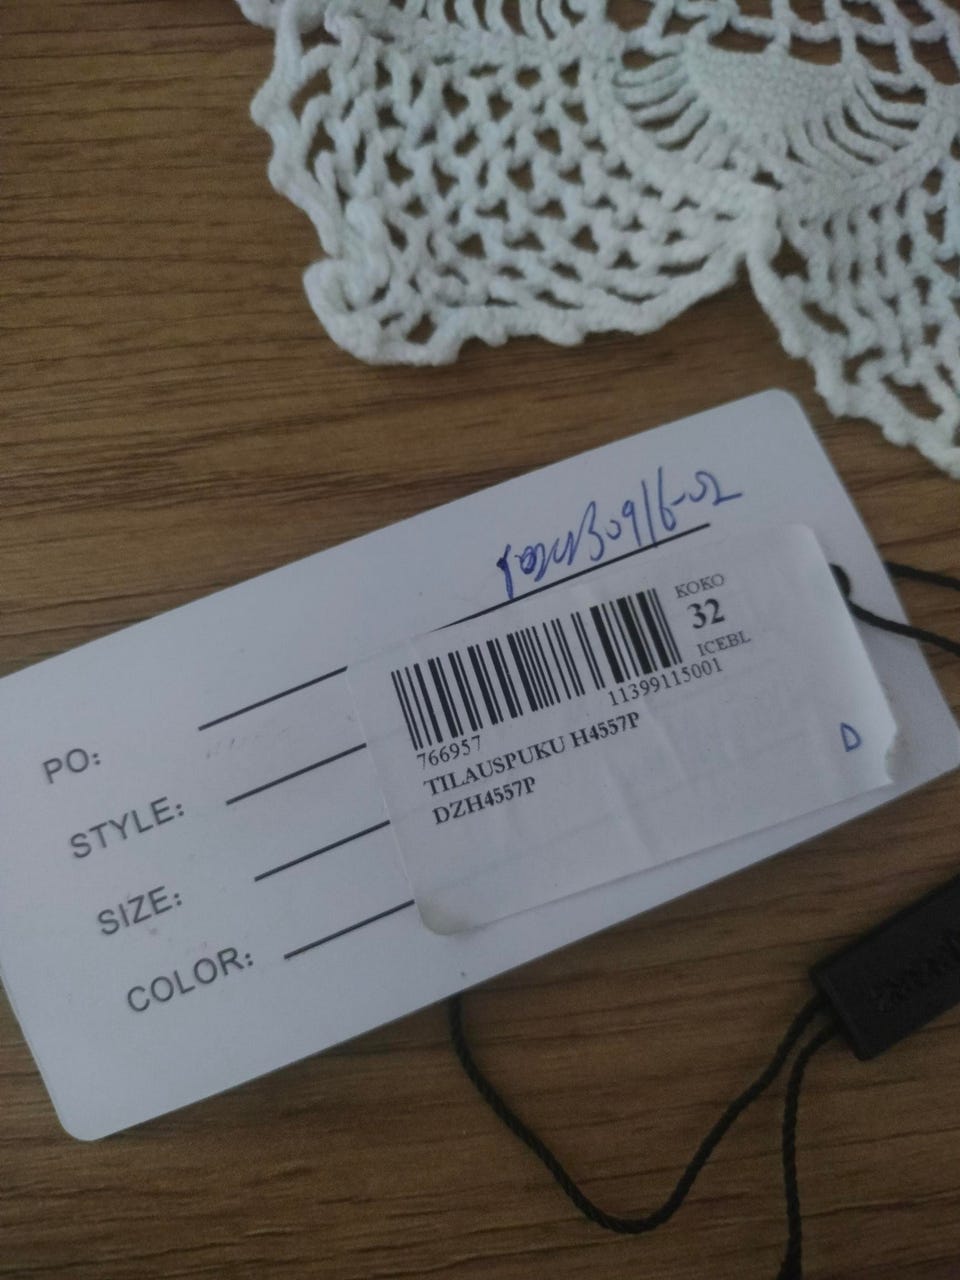 PO:
STYLE:
SIZE:
COLOR:
KOKO
32
ICEBL
11399115001
766957
TILAUSPUKU H4557P
DZH4557P
D